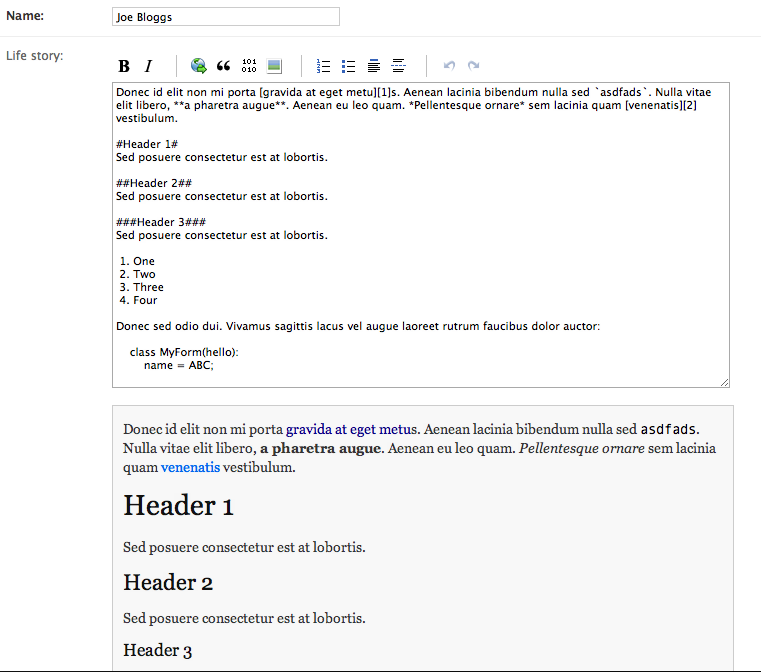 Name:
Joe Bloggs
Life story:
B I “ 101 010
Donec id elit non mi porta [gravida at eget metu][1]s. Aenean lacinia bibendum nulla sed `asdfads`. Nulla vitae
elit libero, **a pharetra augue**. Aenean eu leo quam. *Pellentesque ornare* sem lacinia quam [venenatis][2]
vestibulum.
#Header 1#
Sed posuere consectetur est at lobortis.
##Header 2##
Sed posuere consectetur est at lobortis.
###Header 3###
Sed posuere consectetur est at lobortis.
1. One
2. Two
3. Three
4. Four
Donec sed odio dui. Vivamus sagittis lacus vel augue laoreet rutrum faucibus dolor auctor:
class MyForm(hello):
name = ABC;
Donec id elit non mi porta gravida at eget metus. Aenean lacinia bibendum nulla sed asdfads.
Nulla vitae elit libero, a pharetra augue. Aenean eu leo quam. Pellentesque ornare sem lacinia
quam venenatis vestibulum.
Header 1
Sed posuere consectetur est at lobortis.
Header 2
Sed posuere consectetur est at lobortis.
Header 3